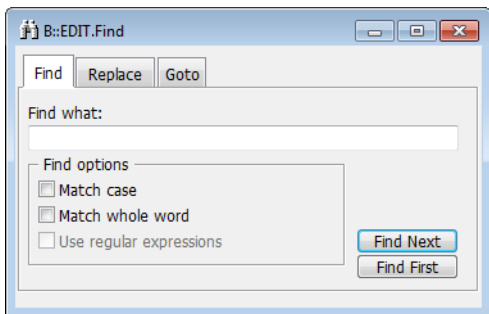 B::EDIT.Find
Find Replace Goto
Find what:
Find options
Match case
Match whole word
Use regular expressions
Find Next
Find First